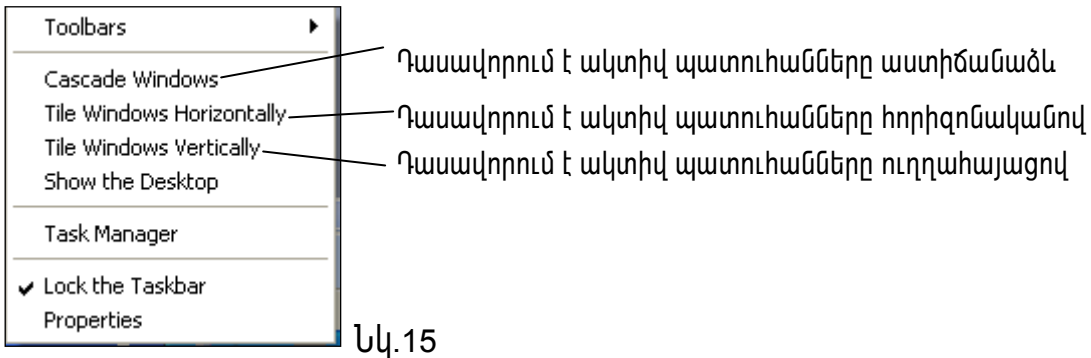 Toolbars
Cascade Windows
Դասավորում է ակտիվ պատուհանները աստիճանաձև
Tile Windows Horizontally
Դասավորում է ակտիվ պատուհանները հորիզոնականով
Tile Windows Vertically
Դասավորում է ակտիվ պատուհանները ուղղահայացով
Show the Desktop
Task Manager
Lock the Taskbar
Properties
Նկ.15